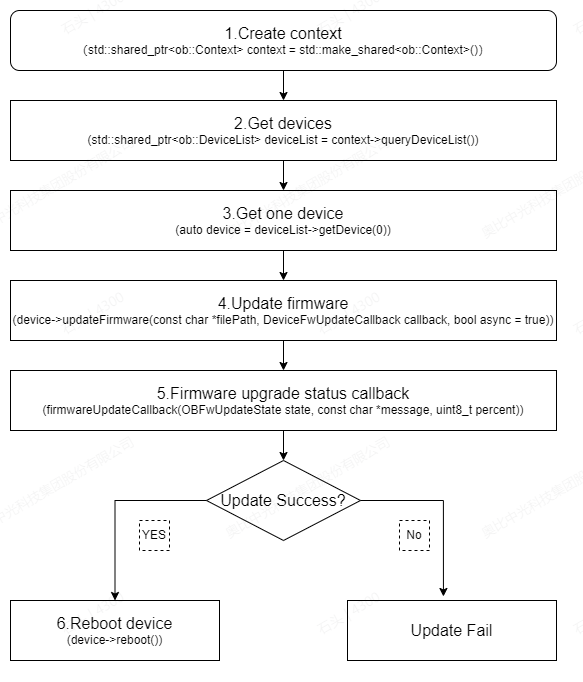 1.Create context
(std::shared_ptr<ob::Context> context = std::make_shared<ob::Context>())
2.Get devices
(std::shared_ptr<ob::DeviceList> deviceList = context->queryDeviceList())
3.Get one device
(auto device = deviceList->getDevice(0))
4.Update firmware
(device->updateFirmware(const char *filePath, DeviceFwUpdateCallback callback, bool async = true))
5.Firmware upgrade status callback
(firmwareUpdateCallback(OBFwUpdateState state, const char *message, uint8_t percent))
Update Success?
YES
No
6.Reboot device
(device->reboot())
Update Fail